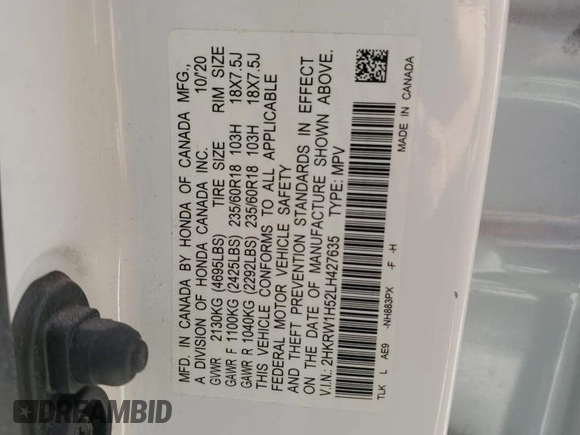 MFD. IN CANADA BY HONDA OF CANADA MFG.,
A DIVISION OF HONDA CANADA INC. 10/20
GVWR 2130KG (4695LBS) TIRE SIZE RIM SIZE
GAWR F 1100KG (2425LBS) 235/60R18 103H 18X7.5J
GAWR R 1040KG (2292LBS) 235/60R18 103H 18X7.5J
THIS VEHICLE CONFORMS TO ALL APPLICABLE
FEDERAL MOTOR VEHICLE SAFETY
AND THEFT PREVENTION STANDARDS IN EFFECT
ON THE DATE OF MANUFACTURE SHOWN ABOVE.
V.I.N.: 2HKRW1H52LH427635 TYPE: MPV
TLK L AE9 -NH883PX -F -H
MADE IN CANADA
DREAMBID